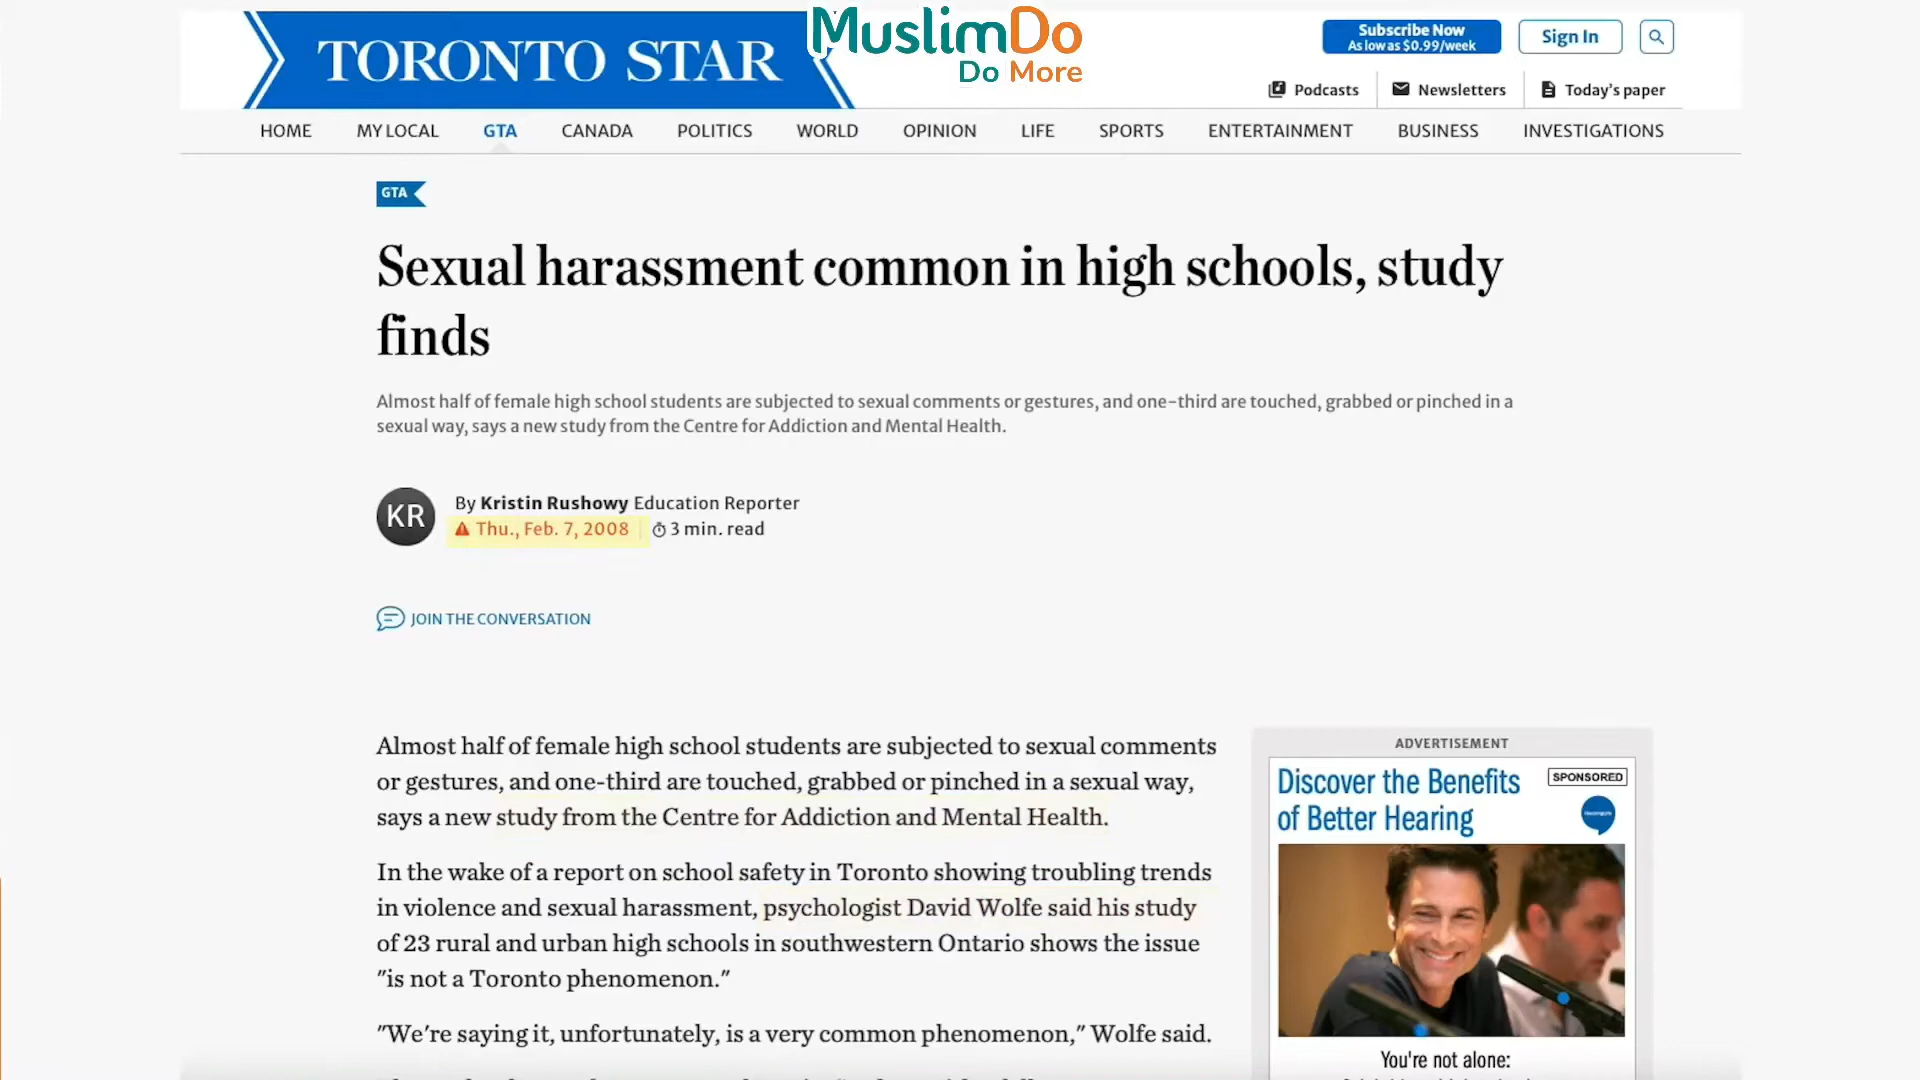 TORONTO STAR
MuslimDo
Do More
Subscribe Now
As low as $0.99/week
Sign In
Podcasts
Newsletters
Today's paper
HOME MY LOCAL GTA CANADA POLITICS WORLD OPINION LIFE SPORTS ENTERTAINMENT BUSINESS INVESTIGATIONS
GTA
Sexual harassment common in high schools, study
finds
Almost half of female high school students are subjected to sexual comments or gestures, and one-third are touched, grabbed or pinched in a
sexual way, says a new study from the Centre for Addiction and Mental Health.
KR
By Kristin Rushowy Education Reporter
Thu., Feb. 7, 2008
3 min. read
JOIN THE CONVERSATION
Almost half of female high school students are subjected to sexual comments
or gestures, and one-third are touched, grabbed or pinched in a sexual way,
says a new study from the Centre for Addiction and Mental Health.
In the wake of a report on school safety in Toronto showing troubling trends
in violence and sexual harassment, psychologist David Wolfe said his study
of 23 rural and urban high schools in southwestern Ontario shows the issue
"is not a Toronto phenomenon."
"We're saying it, unfortunately, is a very common phenomenon," Wolfe said.
ADVERTISEMENT
Discover the Benefits
of Better Hearing
SPONSORED
You're not alone: